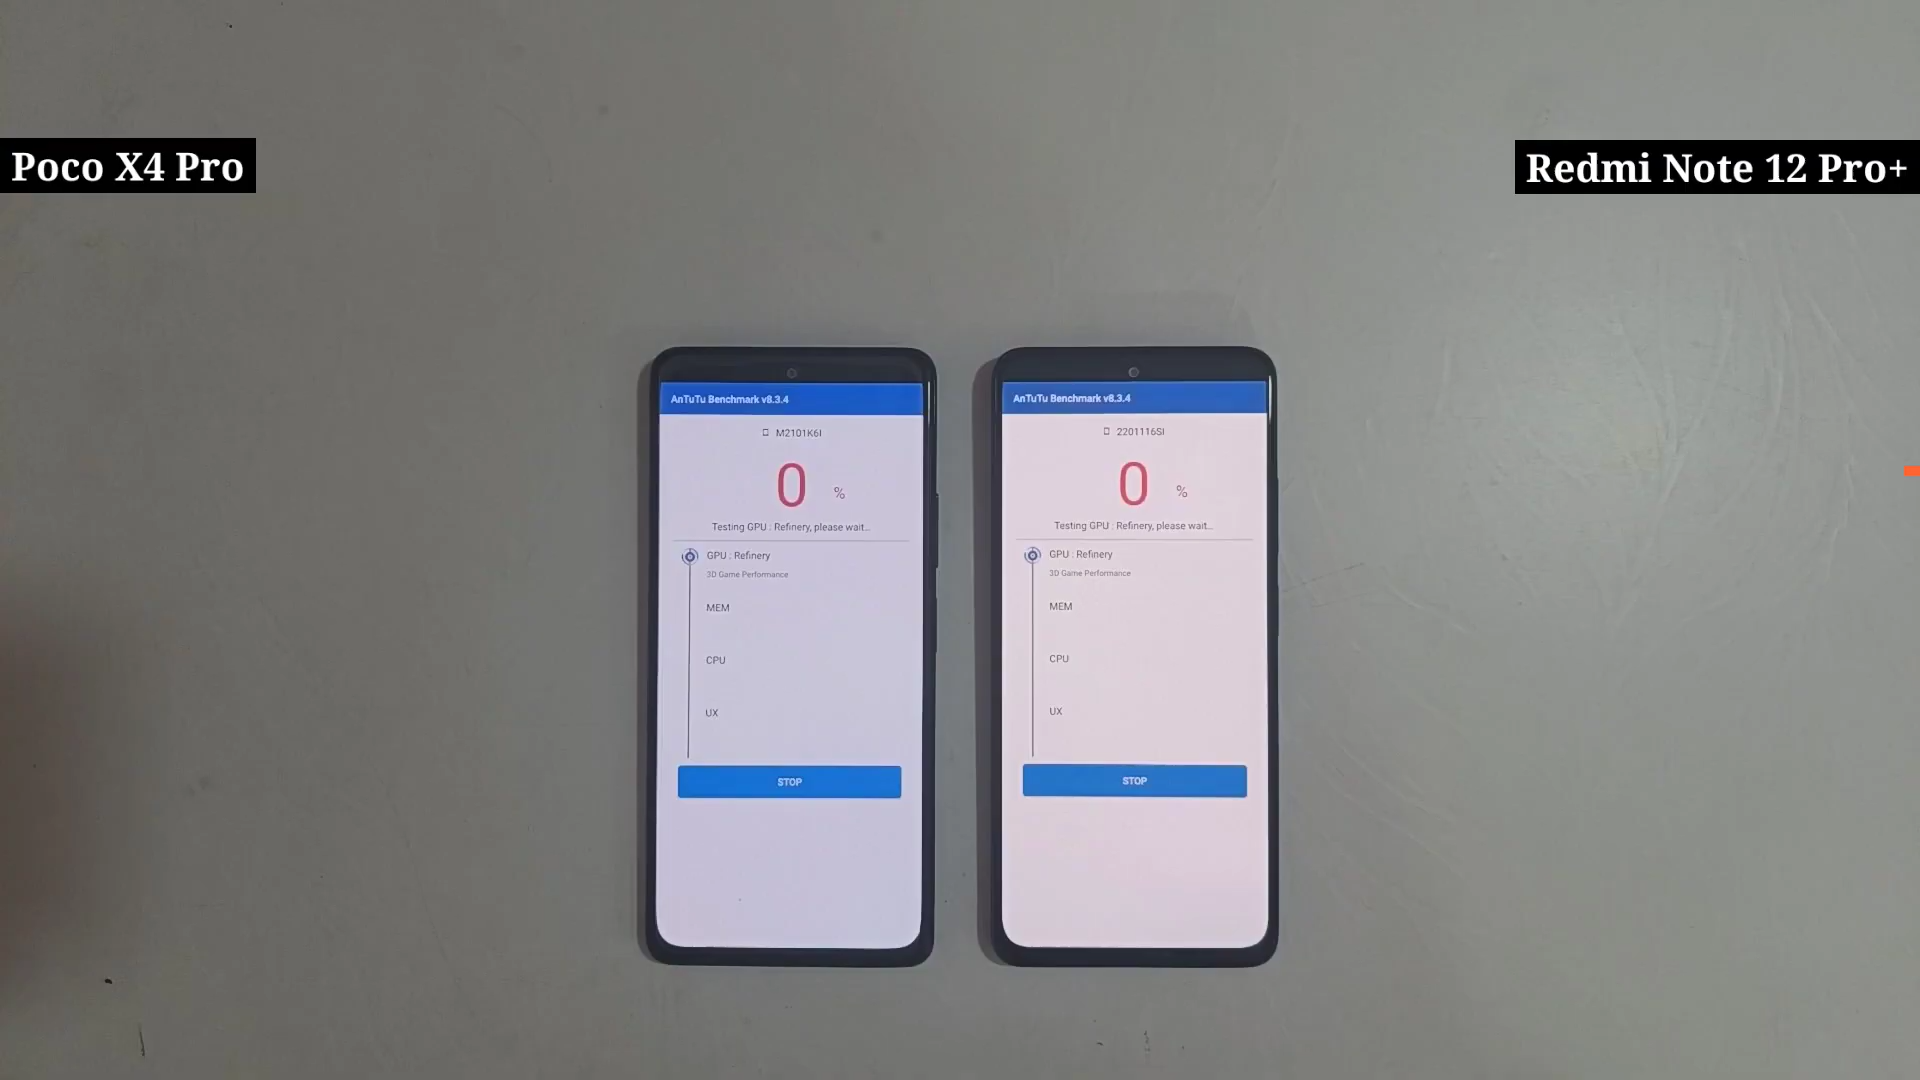 Poco X4 Pro
Redmi Note 12 Pro+
AnTuTu Benchmark v8.3.4
M2101K6I
0 %
Testing GPU : Refinery, please wait...
GPU : Refinery
3D Game Performance
MEM
CPU
UX
STOP
AnTuTu Benchmark v8.3.4
2201116SI
0 %
Testing GPU : Refinery, please wait...
GPU : Refinery
3D Game Performance
MEM
CPU
UX
STOP